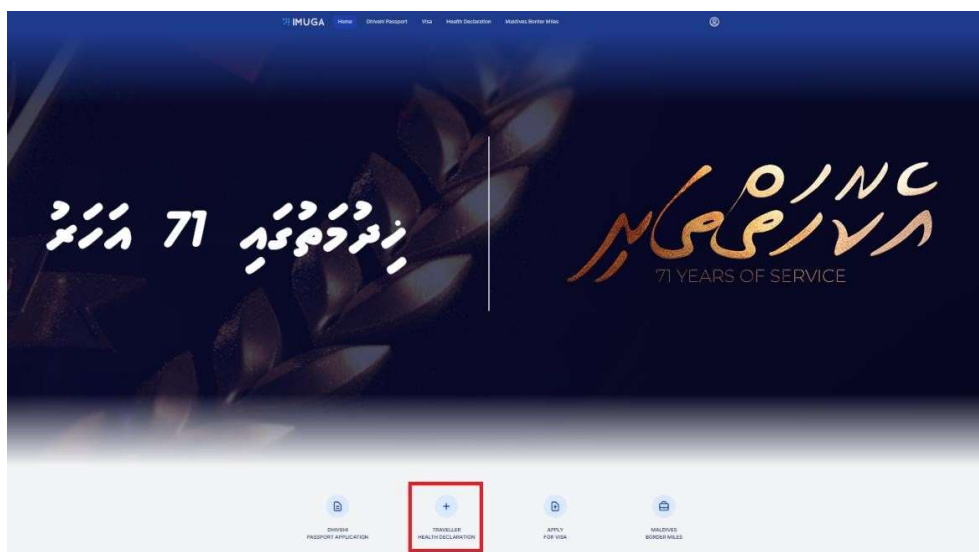 IMUGA
Home
Dhivehi Passport
Visa
Health Declaration
Maldives Border Miles
ޚިދުމަތުގައި 71 އަހަރު
71 YEARS OF SERVICE
DHIVEHI
PASSPORT APPLICATION
TRAVELLER
HEALTH DECLARATION
APPLY
FOR VISA
MALDIVES
BORDER MILES